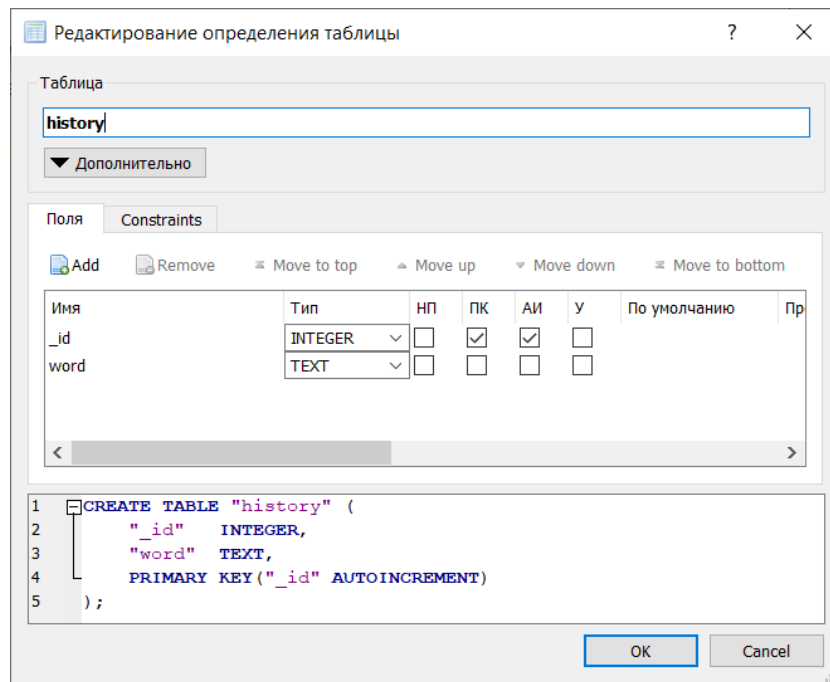 Редактирование определения таблицы ?
Таблица
history
Дополнительно
Поля Constraints
Add Remove Move to top Move up Move down Move to bottom
Имя Тип НП ПК АИ У По умолчанию Пр
_id INTEGER
word TEXT
1 CREATE TABLE "history" (
2 "_id" INTEGER,
3 "word" TEXT,
4 PRIMARY KEY("_id" AUTOINCREMENT)
5 );
OK Cancel